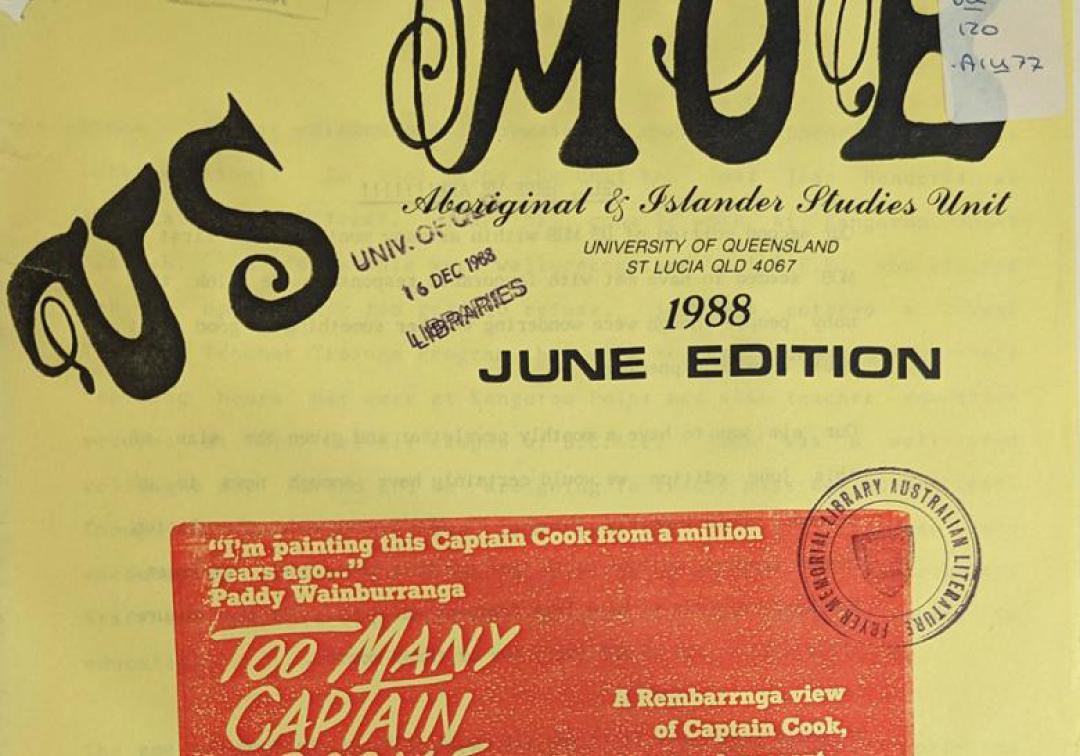 120
US MOB
Aboriginal & Islander Studies Unit
UNIVERSITY OF QUEENSLAND
ST LUCIA QLD 4067
UNIV. OF
16 DEC 1988
LIBRARIES
1988
JUNE EDITION
FRYER MEMORIAL LIBRARY AUSTRALIAN LITERATURE
“I'm painting this Captain Cook from a million
years ago...”
Paddy Wainburranga
TOO MANY
CAPTAIN
A Rembarrnga view
of Captain Cook,